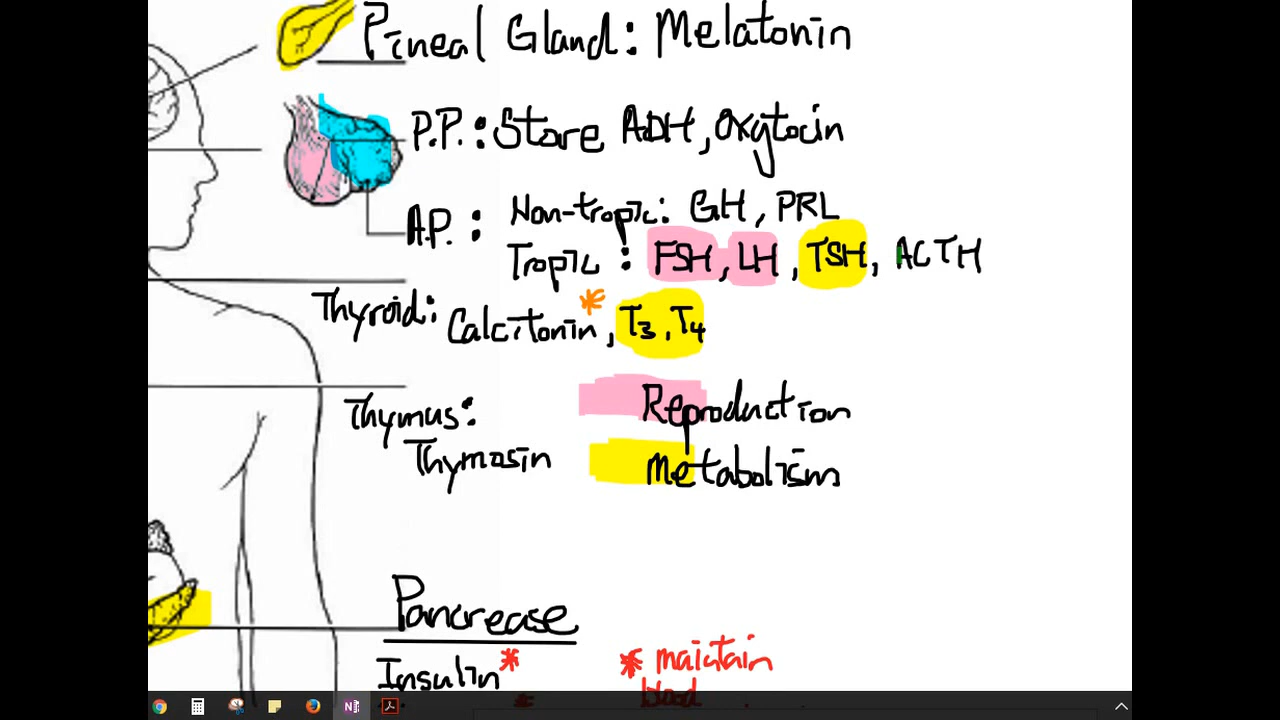 Pineal Gland: Melatonin
P.P.: Store ADH, Oxytocin
A.P.: Non-tropic: GH, PRL
Tropic: FSH, LH, TSH, ACTH
Thyroid: Calcitonin*, T3, T4
Thymus: Reproduction
Thymosin Metabolism
Pancrease
Insulin* * maintain
blood